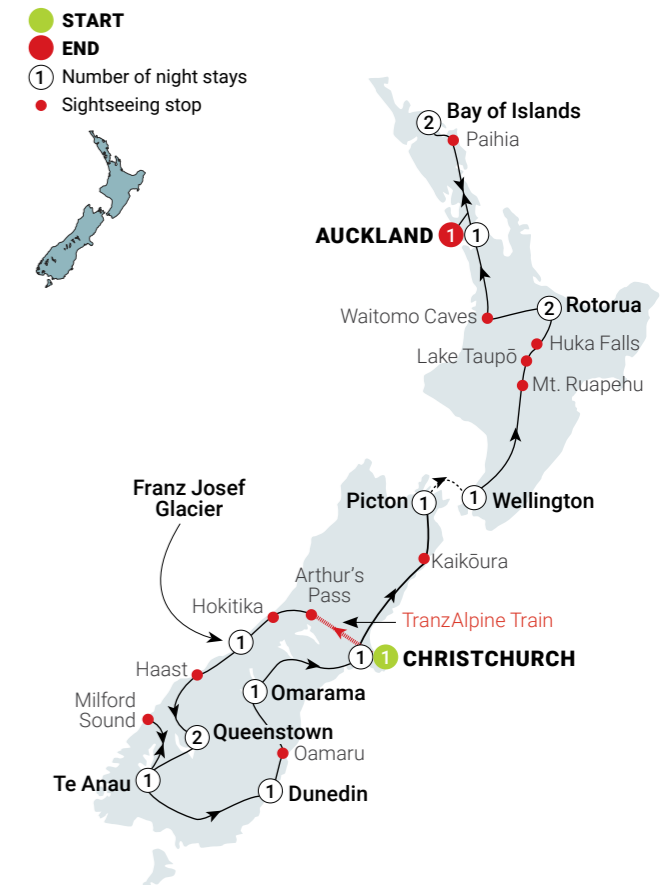 START
END
1 Number of night stays
Sightseeing stop
2 Bay of Islands
Paihia
AUCKLAND 1 1
Waitomo Caves
2 Rotorua
Huka Falls
Lake Taupō
Mt. Ruapehu
Franz Josef
Glacier
Picton 1
1 Wellington
Kaikōura
Arthur's
Pass
Hokitika
TranzAlpine Train
1
1 1 CHRISTCHURCH
Haast
1 Omarama
Milford
Sound
2 Queenstown
Oamaru
Te Anau 1
1 Dunedin